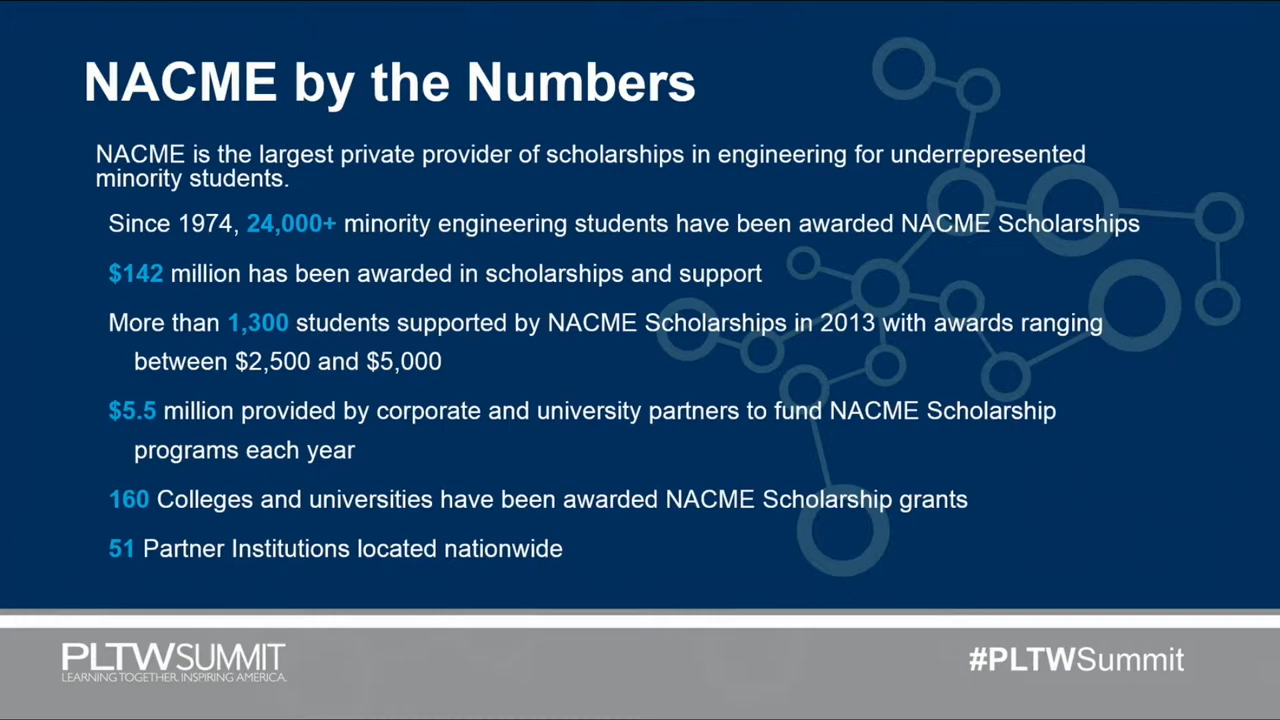 NACME by the Numbers
NACME is the largest private provider of scholarships in engineering for underrepresented
minority students.
Since 1974, 24,000+ minority engineering students have been awarded NACME Scholarships
$142 million has been awarded in scholarships and support
More than 1,300 students supported by NACME Scholarships in 2013 with awards ranging
between $2,500 and $5,000
$5.5 million provided by corporate and university partners to fund NACME Scholarship
programs each year
160 Colleges and universities have been awarded NACME Scholarship grants
51 Partner Institutions located nationwide
PLTWSUMMIT
LEARNING TOGETHER. INSPIRING AMERICA.
#PLTWSummit